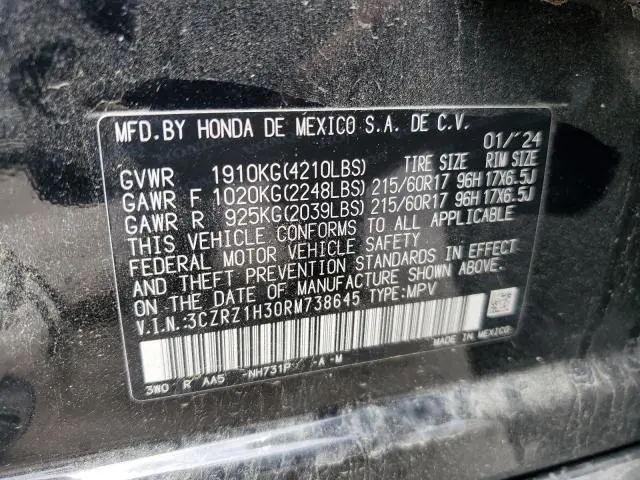 MFD.BY HONDA DE MEXICO S.A. DE C.V. 01/'24
TIRE SIZE RIM SIZE
GVWR 1910KG(4210LBS)
GAWR F 1020KG(2248LBS) 215/60R17 96H 17X6.5J
GAWR R 925KG(2039LBS) 215/60R17 96H 17X6.5J
THIS VEHICLE CONFORMS TO ALL APPLICABLE
FEDERAL MOTOR VEHICLE SAFETY
AND THEFT PREVENTION STANDARDS IN EFFECT
ON THE DATE OF MANUFACTURE SHOWN ABOVE.
V.I.N.:3CZRZ1H30RM738645 TYPE:MPV
3W0 R AA5 -NH731P -A-M MADE IN MEXICO